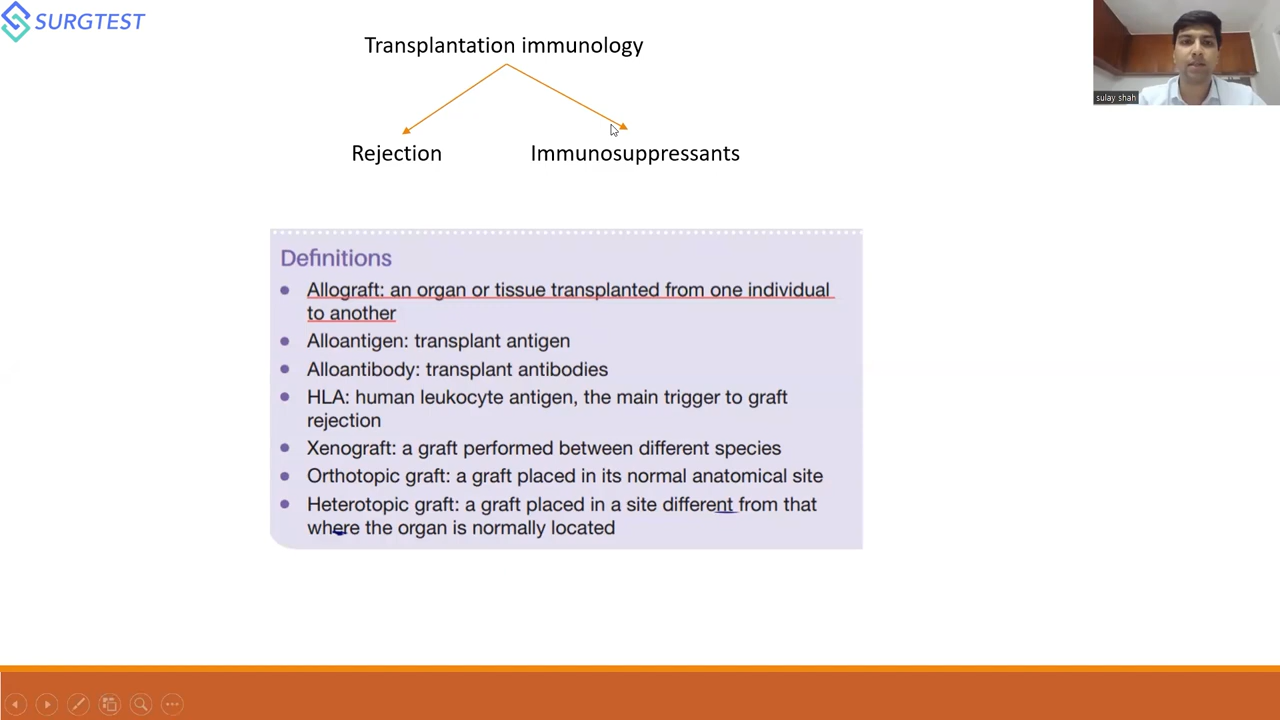 SURGTEST
Transplantation immunology
sulay shah
Rejection
Immunosuppressants
Definitions
• Allograft: an organ or tissue transplanted from one individual
to another
• Alloantigen: transplant antigen
• Alloantibody: transplant antibodies
• HLA: human leukocyte antigen, the main trigger to graft
rejection
• Xenograft: a graft performed between different species
• Orthotopic graft: a graft placed in its normal anatomical site
• Heterotopic graft: a graft placed in a site different from that
where the organ is normally located